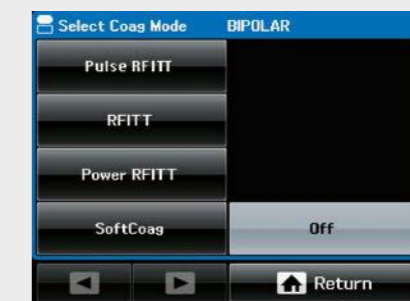 Select Coag Mode BIPOLAR
Pulse RFITT
RFITT
Power RFITT
SoftCoag Off
Return